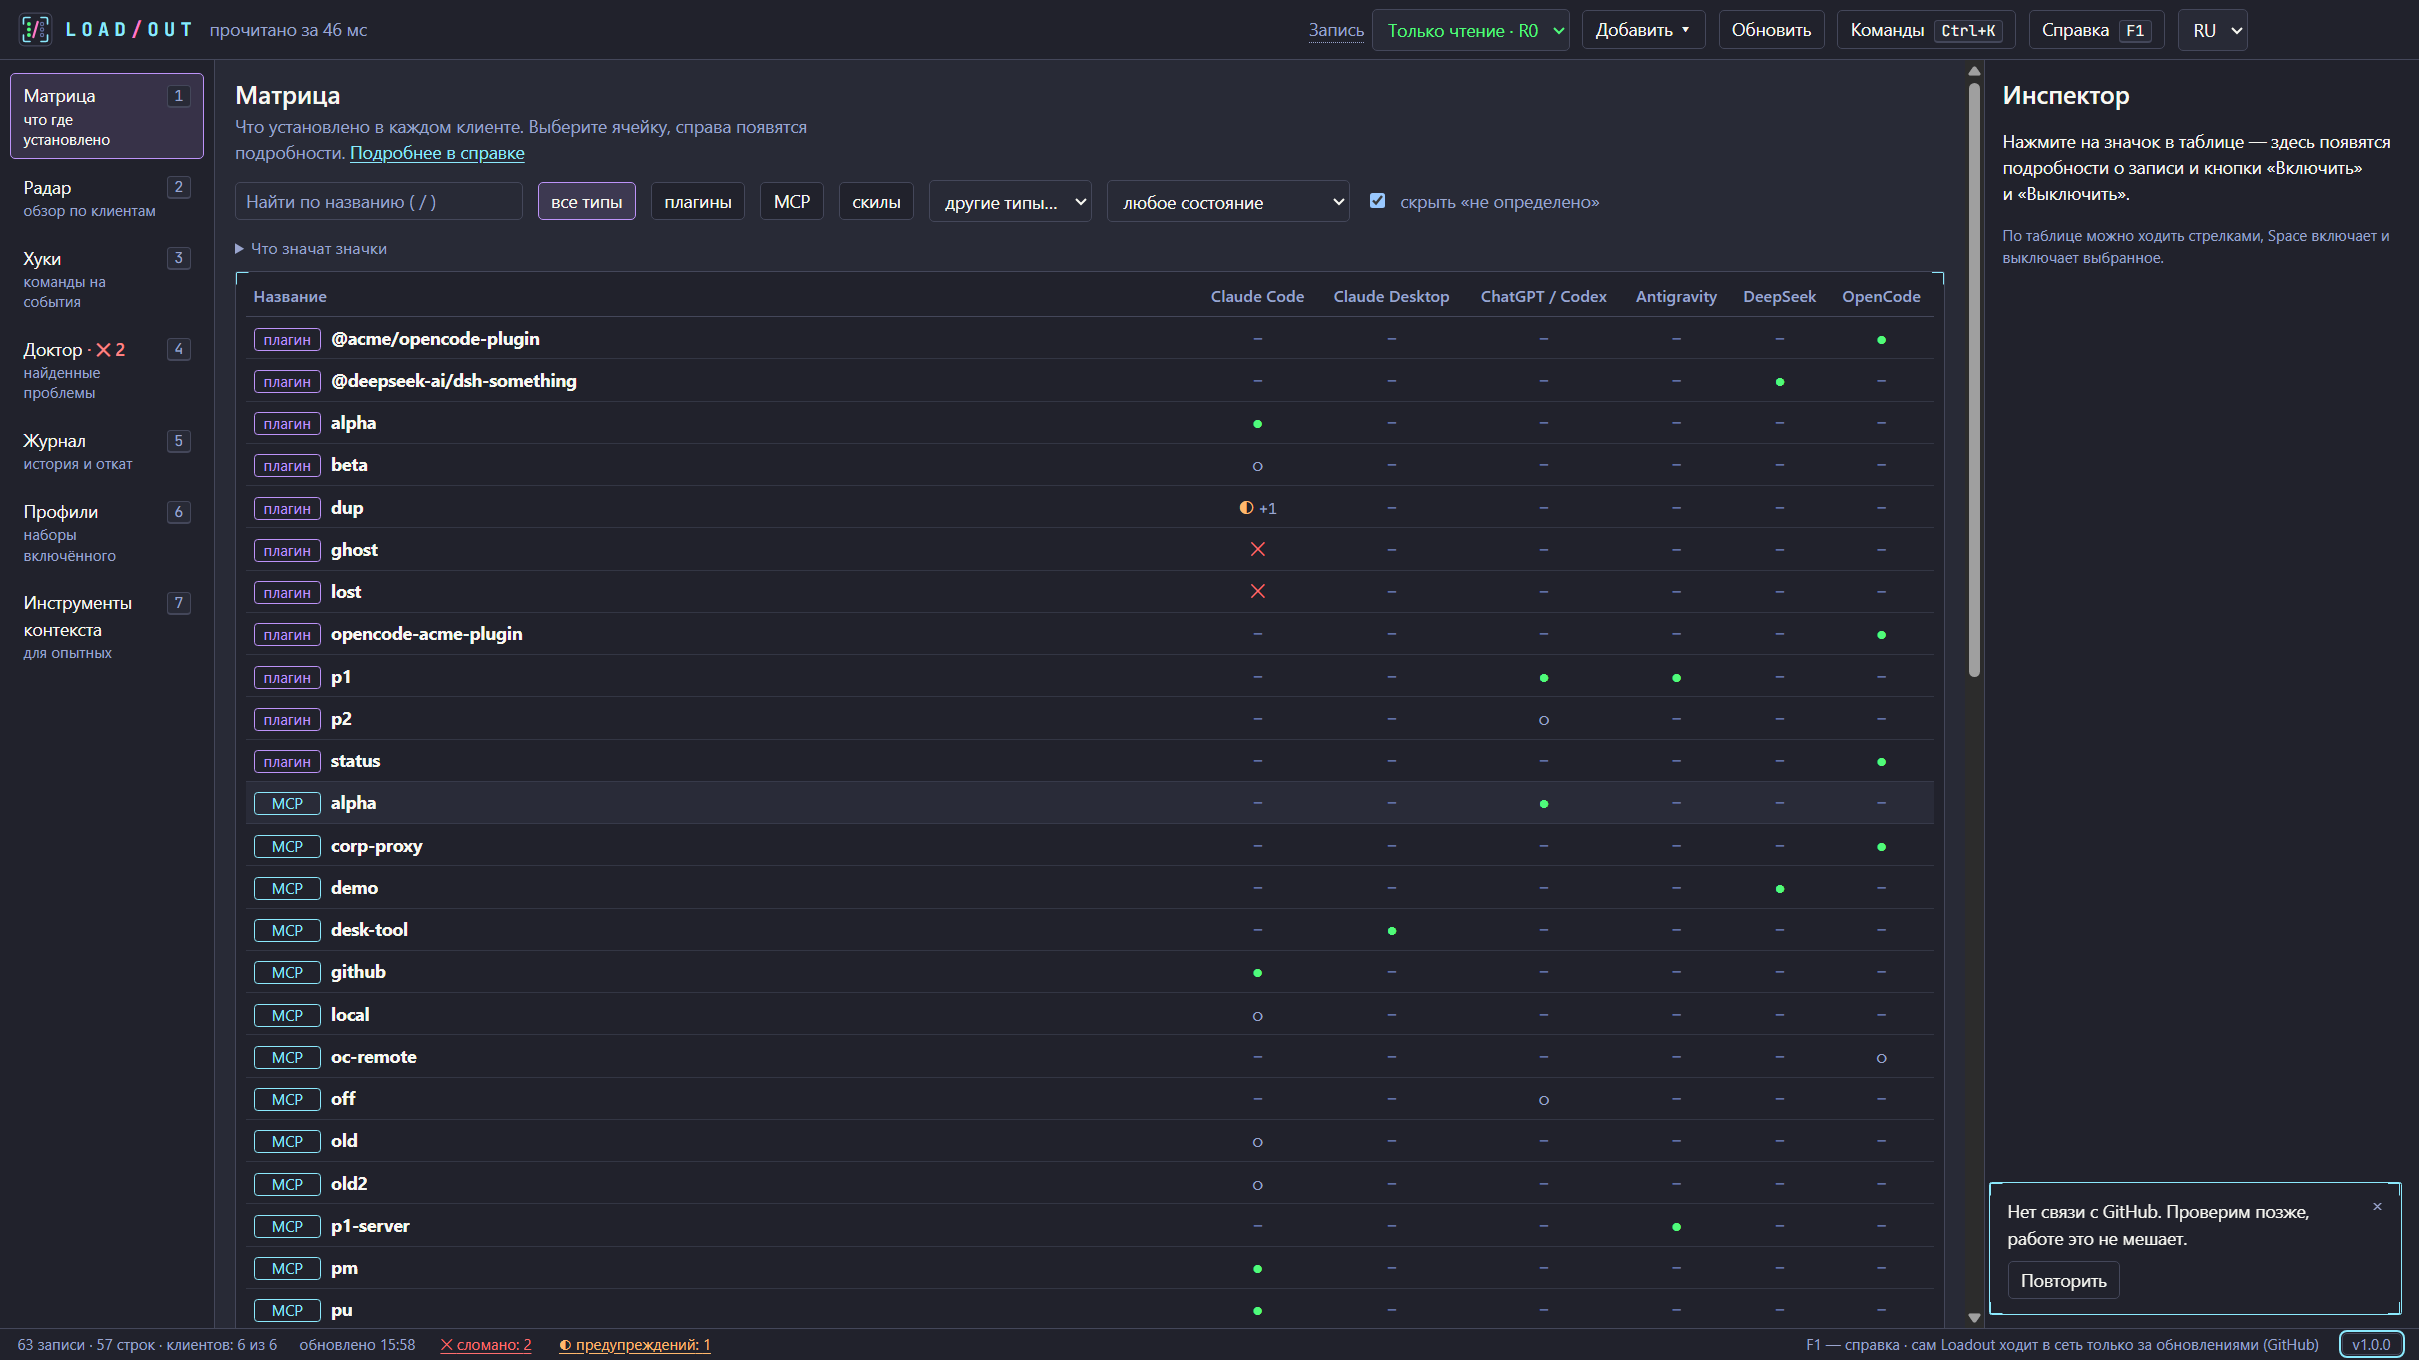 LOAD/OUT прочитано за 46 мс
Запись Только чтение · R0 Добавить ▾ Обновить Команды Ctrl+K Справка F1 RU
Матрица 1
что где
установлено
Радар 2
обзор по клиентам
Хуки 3
команды на
события
Доктор · ✕ 2 4
найденные
проблемы
Журнал 5
история и откат
Профили 6
наборы
включённого
Инструменты 7
контекста
для опытных
Матрица
Что установлено в каждом клиенте. Выберите ячейку, справа появятся
подробности. Подробнее в справке
Найти по названию ( / ) все типы плагины MCP скилы другие типы... любое состояние скрыть «не определено»
▶ Что значат значки
Название Claude Code Claude Desktop ChatGPT / Codex Antigravity DeepSeek OpenCode
плагин @acme/opencode-plugin – – – – – ●
плагин @deepseek-ai/dsh-something – – – – ● –
плагин alpha ● – – – – –
плагин beta ○ – – – – –
плагин dup ◐ +1 – – – – –
плагин ghost ✕ – – – – –
плагин lost ✕ – – – – –
плагин opencode-acme-plugin – – – – – ●
плагин p1 – – ● ● – –
плагин p2 – – ○ – – –
плагин status – – – – – ●
MCP alpha – – ● – – –
MCP corp-proxy – – – – – ●
MCP demo – – – – ● –
MCP desk-tool – ● – – – –
MCP github ● – – – – –
MCP local ○ – – – – –
MCP oc-remote – – – – – ○
MCP off – – ○ – – –
MCP old ○ – – – – –
MCP old2 ○ – – – – –
MCP p1-server – – – ● – –
MCP pm ● – – – – –
MCP pu ● – – – – –
Инспектор
Нажмите на значок в таблице — здесь появятся
подробности о записи и кнопки «Включить»
и «Выключить».
По таблице можно ходить стрелками, Space включает и
выключает выбранное.
Нет связи с GitHub. Проверим позже, ×
работе это не мешает.
Повторить
63 записи · 57 строк · клиентов: 6 из 6 обновлено 15:58 ✕ сломано: 2 ◐ предупреждений: 1 F1 — справка · сам Loadout ходит в сеть только за обновлениями (GitHub) v1.0.0